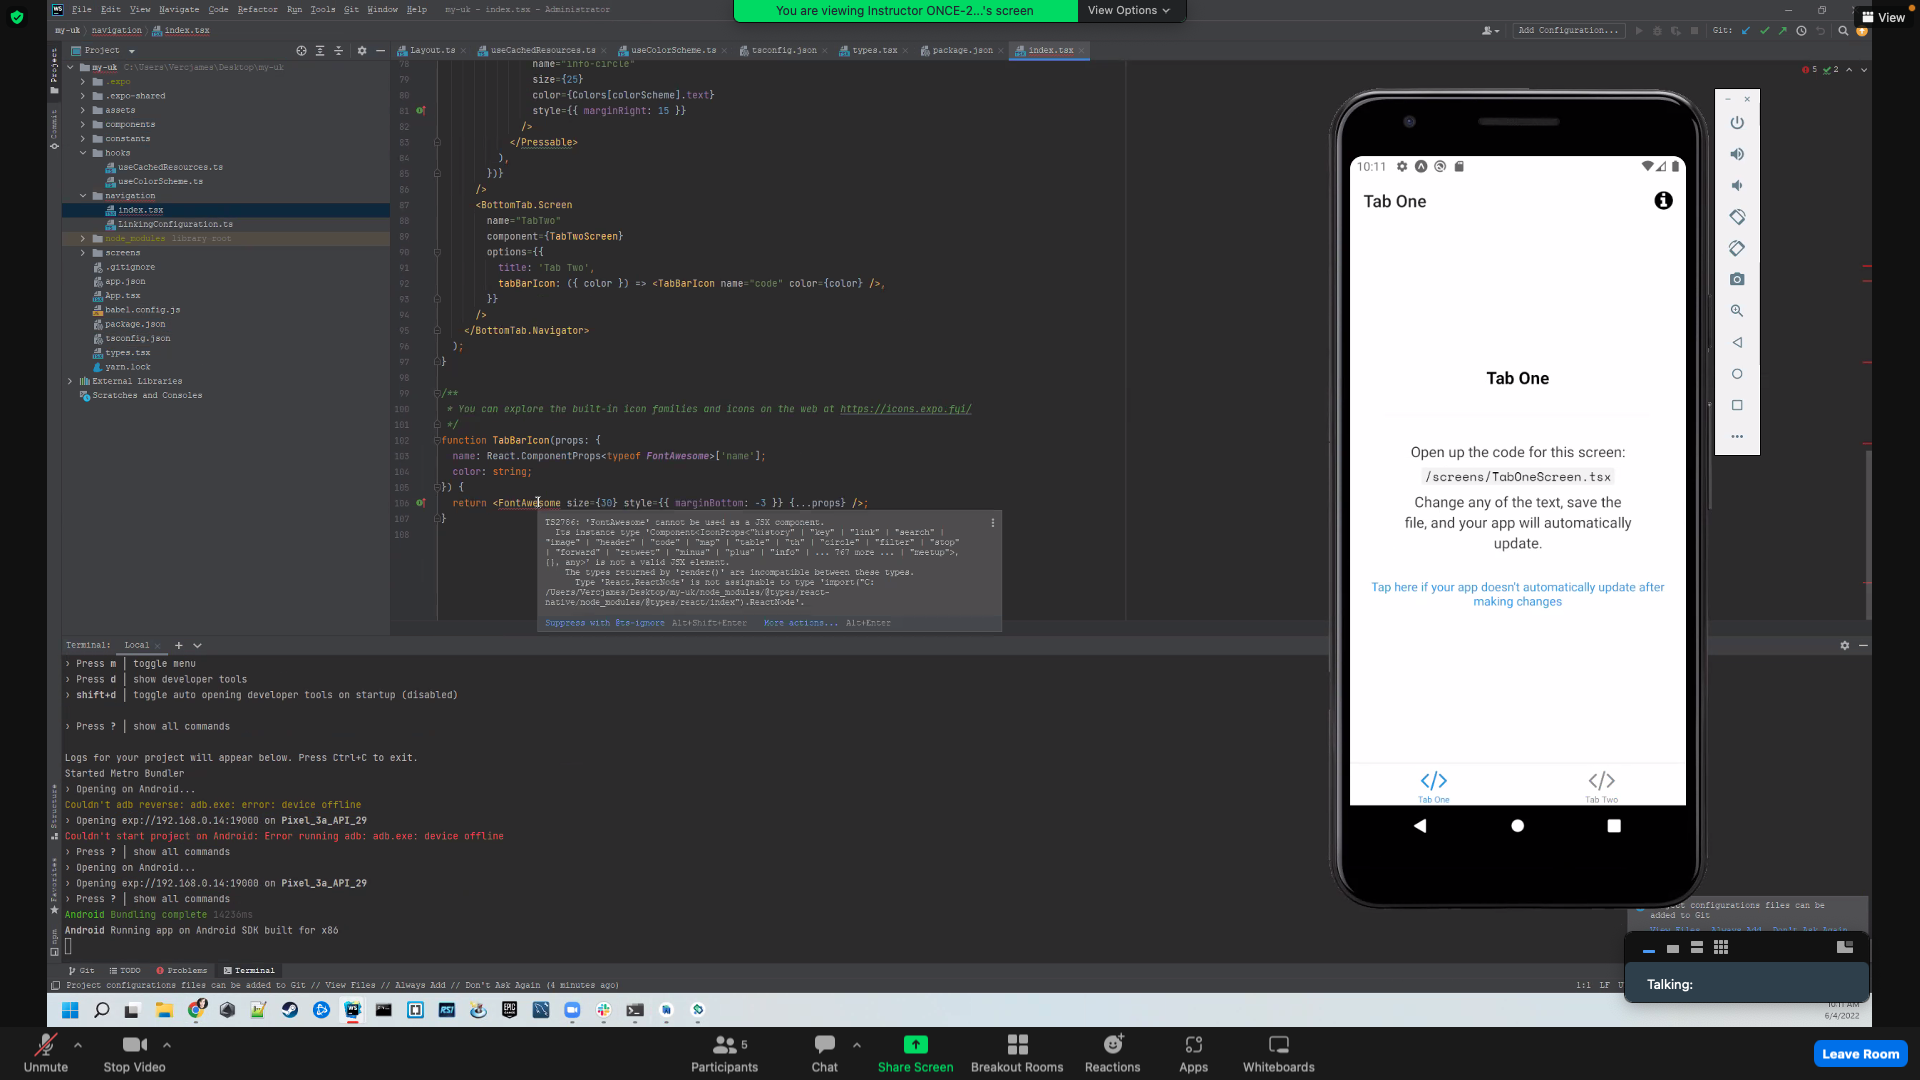 You are viewing Instructor ONCE-2...'s screen
View Options
View
WS File Edit View Navigate Code Refactor Run Tools Git Window Help my-uk - index.tsx - Administrator
my-uk navigation index.tsx
Add Configuration...
Git:
Project
Layout.ts useCachedResources.ts useColorScheme.ts tsconfig.json types.tsx package.json index.tsx
my-uk C:\Users\Vercjames\Desktop\my-uk
.expo
.expo-shared
assets
components
constants
hooks
useCachedResources.ts
useColorScheme.ts
navigation
index.tsx
LinkingConfiguration.ts
node_modules library root
screens
.gitignore
app.json
App.tsx
babel.config.js
package.json
tsconfig.json
types.tsx
yarn.lock
External Libraries
Scratches and Consoles
Project
Commit
Structure
Favorites
npm
5 2
78 name="info-circle"
79 size={25}
80 color={Colors[colorScheme].text}
81 style={{ marginRight: 15 }}
82 />
83 </Pressable>
84 ),
85 })}
86 />
87 <BottomTab.Screen
88 name="TabTwo"
89 component={TabTwoScreen}
90 options={{
91 title: 'Tab Two',
92 tabBarIcon: ({ color }) => <TabBarIcon name="code" color={color} />,
93 }}
94 />
95 </BottomTab.Navigator>
96 );
97 }
98
99 /**
100 * You can explore the built-in icon families and icons on the web at https://icons.expo.fyi/
101 */
102 function TabBarIcon(props: {
103 name: React.ComponentProps<typeof FontAwesome>['name'];
104 color: string;
105 }) {
106 return <FontAwesome size={30} style={{ marginBottom: -3 }} {...props} />;
107 }
108
TS2786: 'FontAwesome' cannot be used as a JSX component.
Its instance type 'Component<IconProps<"history" | "key" | "link" | "search" |
"image" | "header" | "code" | "map" | "table" | "th" | "circle" | "filter" | "stop"
| "forward" | "retweet" | "minus" | "plus" | "info" | ... 767 more ... | "meetup">,
{}, any>' is not a valid JSX element.
The types returned by 'render()' are incompatible between these types.
Type 'React.ReactNode' is not assignable to type 'import("C:
/Users/Vercjames/Desktop/my-uk/node_modules/@types/react-
native/node_modules/@types/react/index").ReactNode'.
Suppress with @ts-ignore Alt+Shift+Enter More actions... Alt+Enter
Terminal: Local
› Press m │ toggle menu
› Press d │ show developer tools
› shift+d │ toggle auto opening developer tools on startup (disabled)
› Press ? │ show all commands
Logs for your project will appear below. Press Ctrl+C to exit.
Started Metro Bundler
› Opening on Android...
Couldn't adb reverse: adb.exe: error: device offline
› Opening exp://192.168.0.14:19000 on Pixel_3a_API_29
Couldn't start project on Android: Error running adb: adb.exe: device offline
› Press ? │ show all commands
› Opening on Android...
› Opening exp://192.168.0.14:19000 on Pixel_3a_API_29
› Press ? │ show all commands
Android Bundling complete 14236ms
Android Running app on Android SDK built for x86
Git TODO Problems Terminal
Project configurations files can be added to Git // View Files // Always Add // Don't Ask Again (4 minutes ago)
1:1 LF
10:11
Tab One
Tab One
Open up the code for this screen:
/screens/TabOneScreen.tsx
Change any of the text, save the
file, and your app will automatically
update.
Tap here if your app doesn't automatically update after
making changes
Tab One
Tab Two
configurations files can be
added to Git
View Files Always Add Don't Ask Again
Talking:
RSI
EPIC GAMES
10:11 AM
6/4/2022
Unmute
Stop Video
5
Participants
Chat
Share Screen
Breakout Rooms
Reactions
Apps
Whiteboards
Leave Room